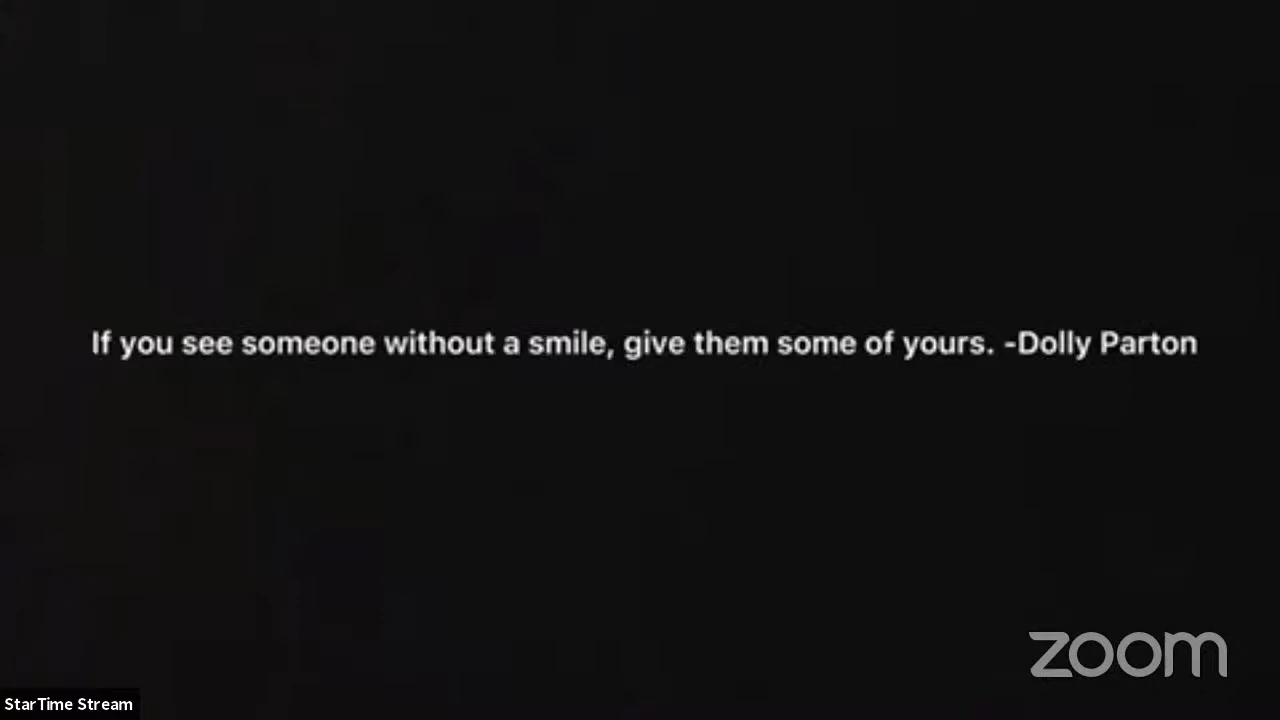 If you see someone without a smile, give them some of yours. -Dolly Parton
zoom
StarTime Stream